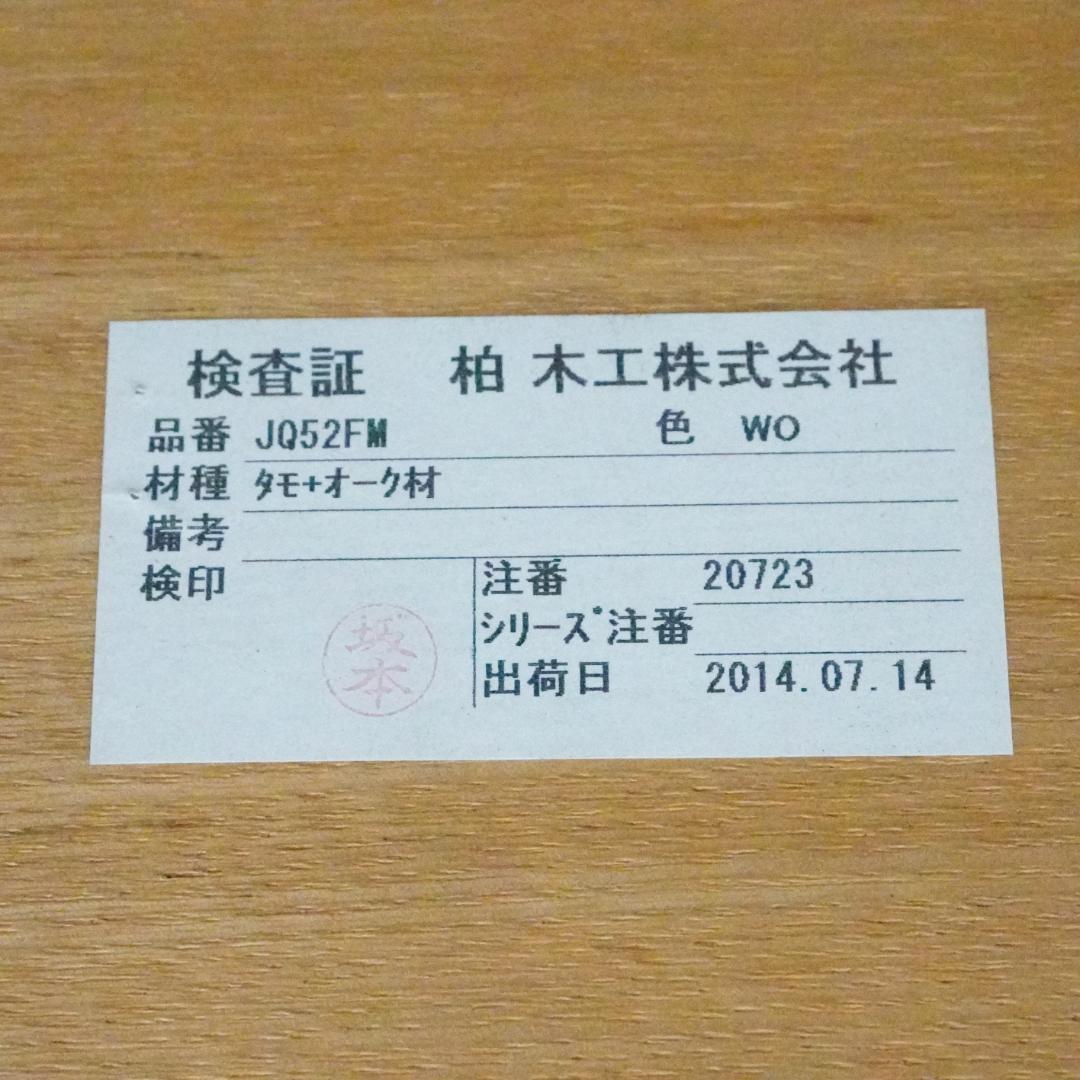 検査証 柏木工株式会社
品番 JQ52FM 色 WO
材種 ﾀﾓ+ｵｰｸ材
備考
検印 注番 20723
坂本
ｼﾘｰｽﾞ注番
出荷日 2014.07.14